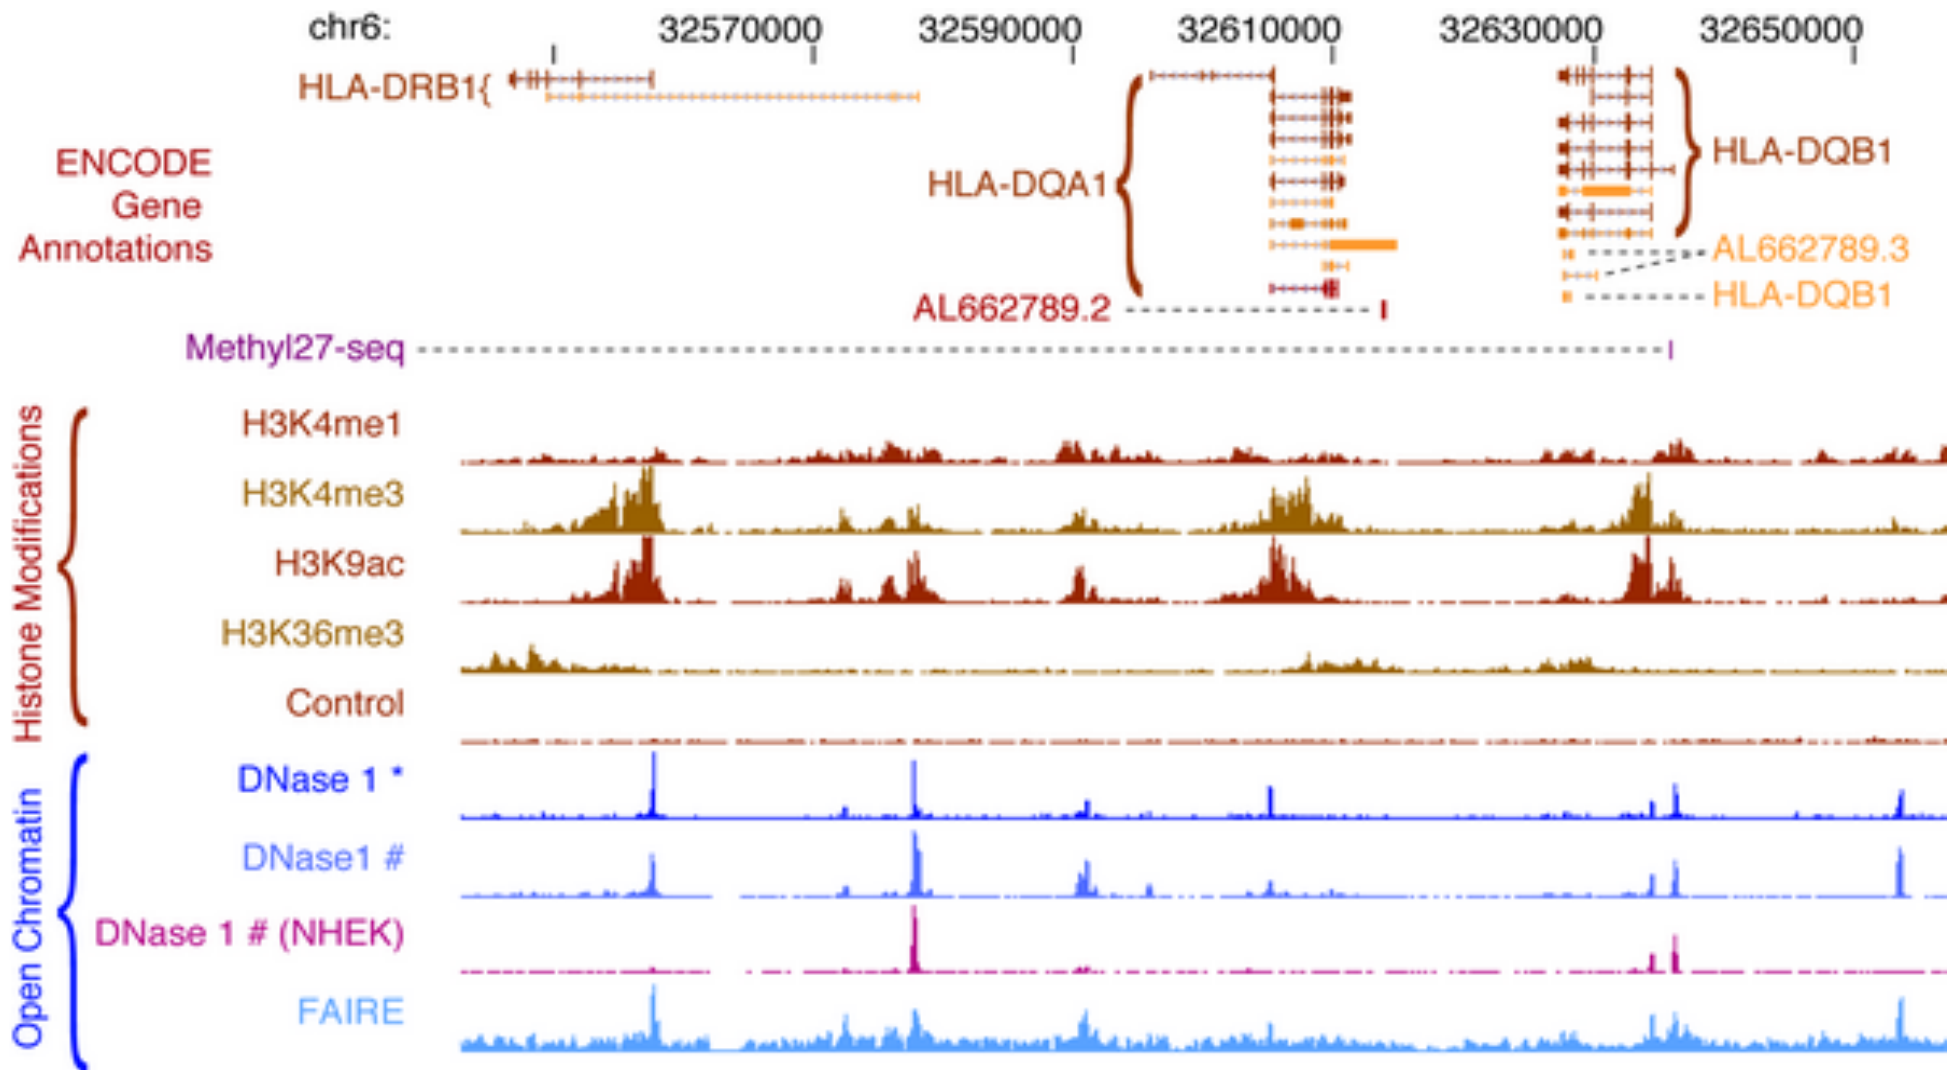 chr6: 32570000 32590000 32610000 32630000 32650000
HLA-DRB1{
ENCODE
Gene
Annotations
HLA-DQA1
HLA-DQB1
AL662789.3
HLA-DQB1
AL662789.2
Methyl27-seq
Histone Modifications
H3K4me1
H3K4me3
H3K9ac
H3K36me3
Control
Open Chromatin
DNase 1 *
DNase1 #
DNase 1 # (NHEK)
FAIRE